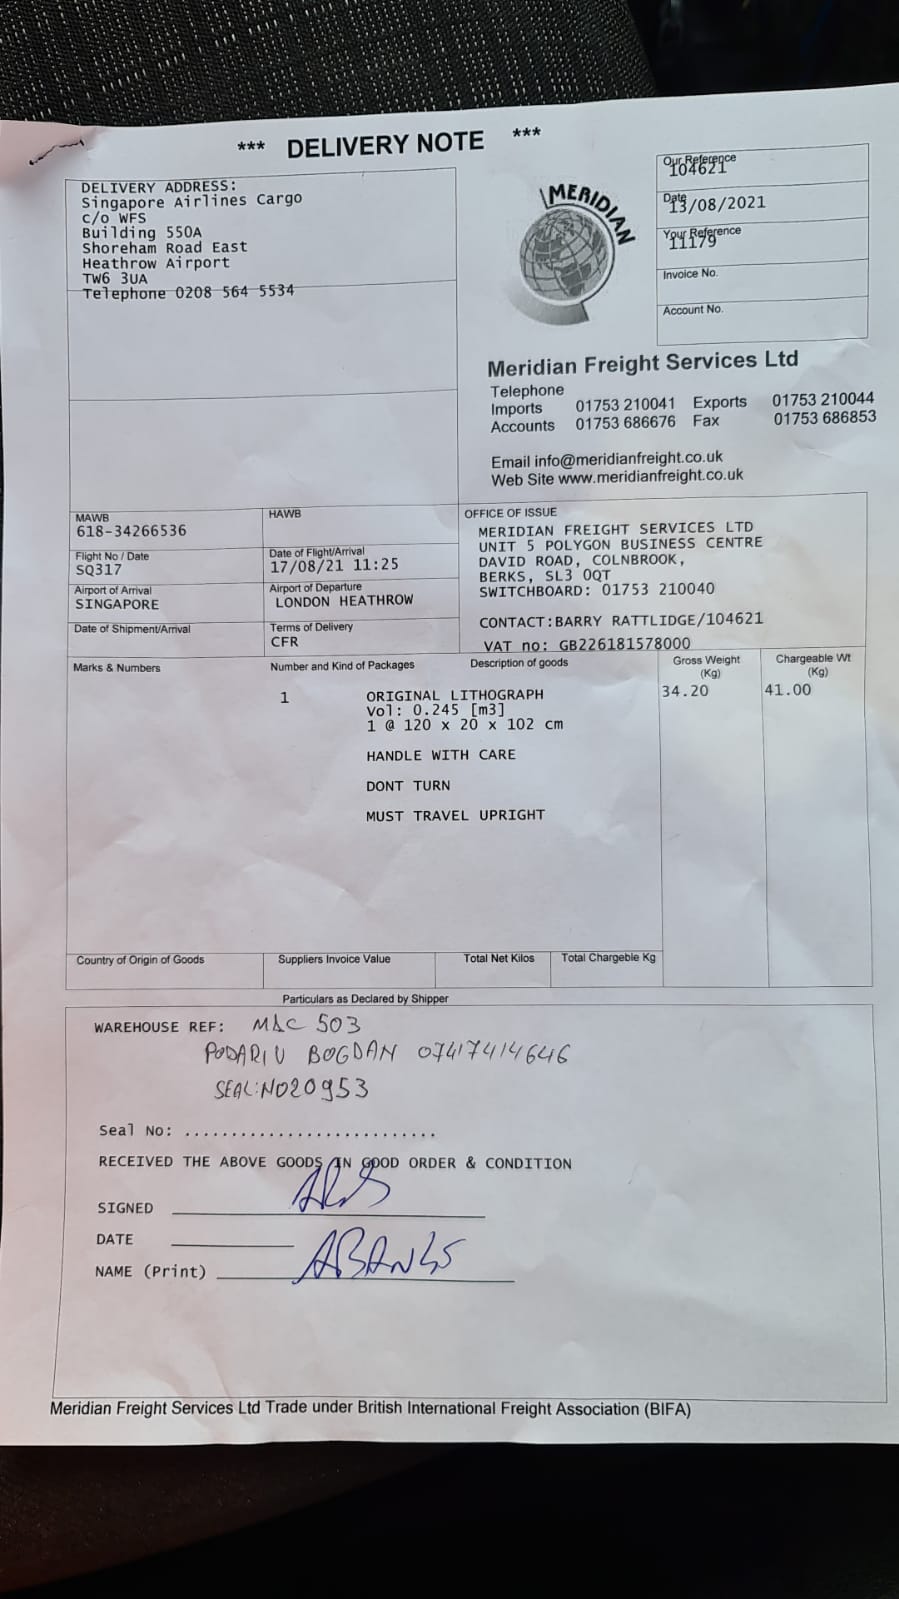 *** DELIVERY NOTE ***
DELIVERY ADDRESS:
Singapore Airlines Cargo
c/o WFS
Building 550A
Shoreham Road East
Heathrow Airport
TW6 3UA
Telephone 0208 564 5534
MERIDIAN
Our Reference
104621
Date
13/08/2021
Your Reference
11179
Invoice No.
Account No.
Meridian Freight Services Ltd
Telephone
Imports 01753 210041 Exports 01753 210044
Accounts 01753 686676 Fax 01753 686853
Email info@meridianfreight.co.uk
Web Site www.meridianfreight.co.uk
MAWB
618-34266536
HAWB
Flight No / Date
SQ317
Date of Flight/Arrival
17/08/21 11:25
Airport of Arrival
SINGAPORE
Airport of Departure
LONDON HEATHROW
Date of Shipment/Arrival
Terms of Delivery
CFR
OFFICE OF ISSUE
MERIDIAN FREIGHT SERVICES LTD
UNIT 5 POLYGON BUSINESS CENTRE
DAVID ROAD, COLNBROOK,
BERKS, SL3 0QT
SWITCHBOARD: 01753 210040
CONTACT:BARRY RATTLIDGE/104621
VAT no: GB226181578000
Marks & Numbers
Number and Kind of Packages
Description of goods
Gross Weight
(Kg)
Chargeable Wt
(Kg)
1 ORIGINAL LITHOGRAPH 34.20 41.00
Vol: 0.245 [m3]
1 @ 120 x 20 x 102 cm
HANDLE WITH CARE
DONT TURN
MUST TRAVEL UPRIGHT
Country of Origin of Goods
Suppliers Invoice Value
Total Net Kilos
Total Chargeble Kg
Particulars as Declared by Shipper
WAREHOUSE REF: MAC 503
PODARIU BOGDAN 07417414646
SEAL:NO20953
Seal No: ...........................
RECEIVED THE ABOVE GOODS IN GOOD ORDER & CONDITION
SIGNED
DATE
NAME (Print) ABANKS
Meridian Freight Services Ltd Trade under British International Freight Association (BIFA)